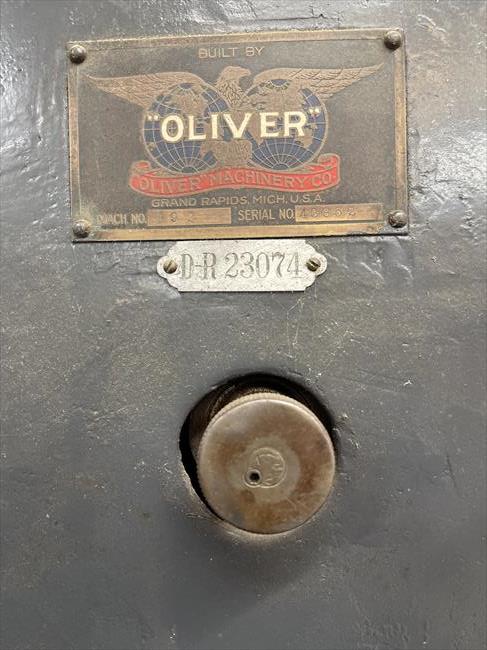 BUILT BY
"OLIVER"
"OLIVER" MACHINERY CO.
GRAND RAPIDS, MICH. U.S.A.
MACH NO. SERIAL NO.
D-R 23074